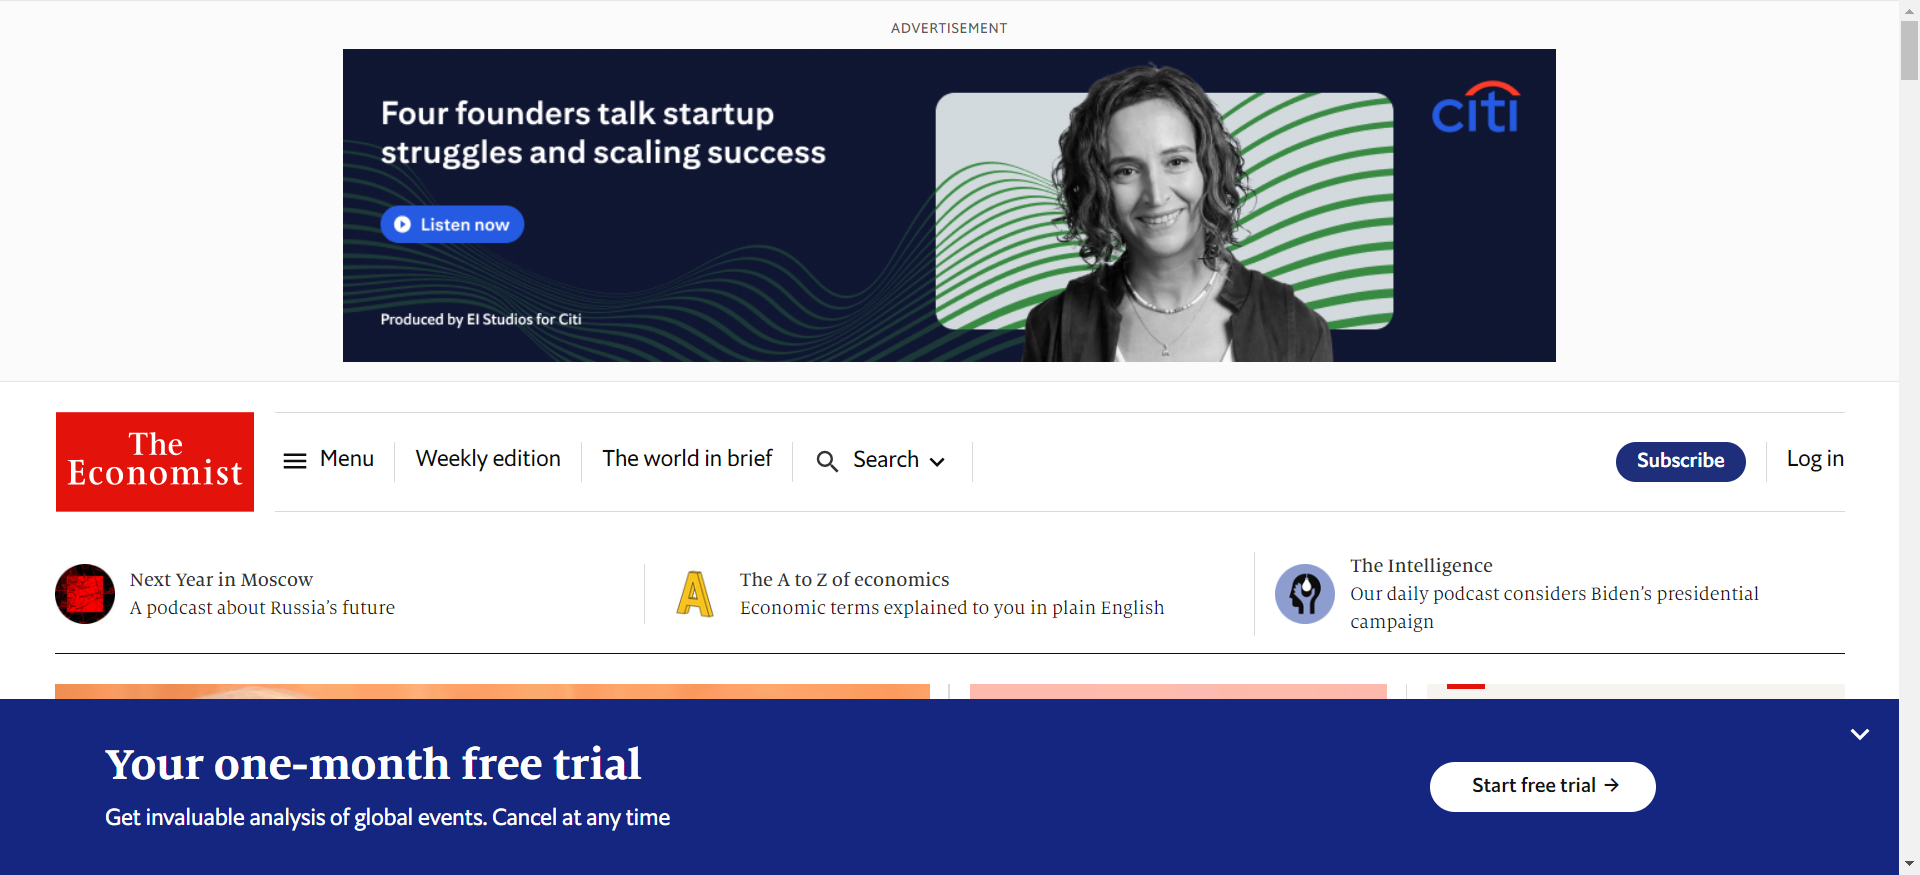 ADVERTISEMENT
Four founders talk startup
struggles and scaling success
Listen now
Produced by EI Studios for Citi
citi
The
Economist
Menu
Weekly edition
The world in brief
Search
Subscribe
Log in
Next Year in Moscow
A podcast about Russia’s future
A
The A to Z of economics
Economic terms explained to you in plain English
The Intelligence
Our daily podcast considers Biden’s presidential
campaign
Your one-month free trial
Get invaluable analysis of global events. Cancel at any time
Start free trial →